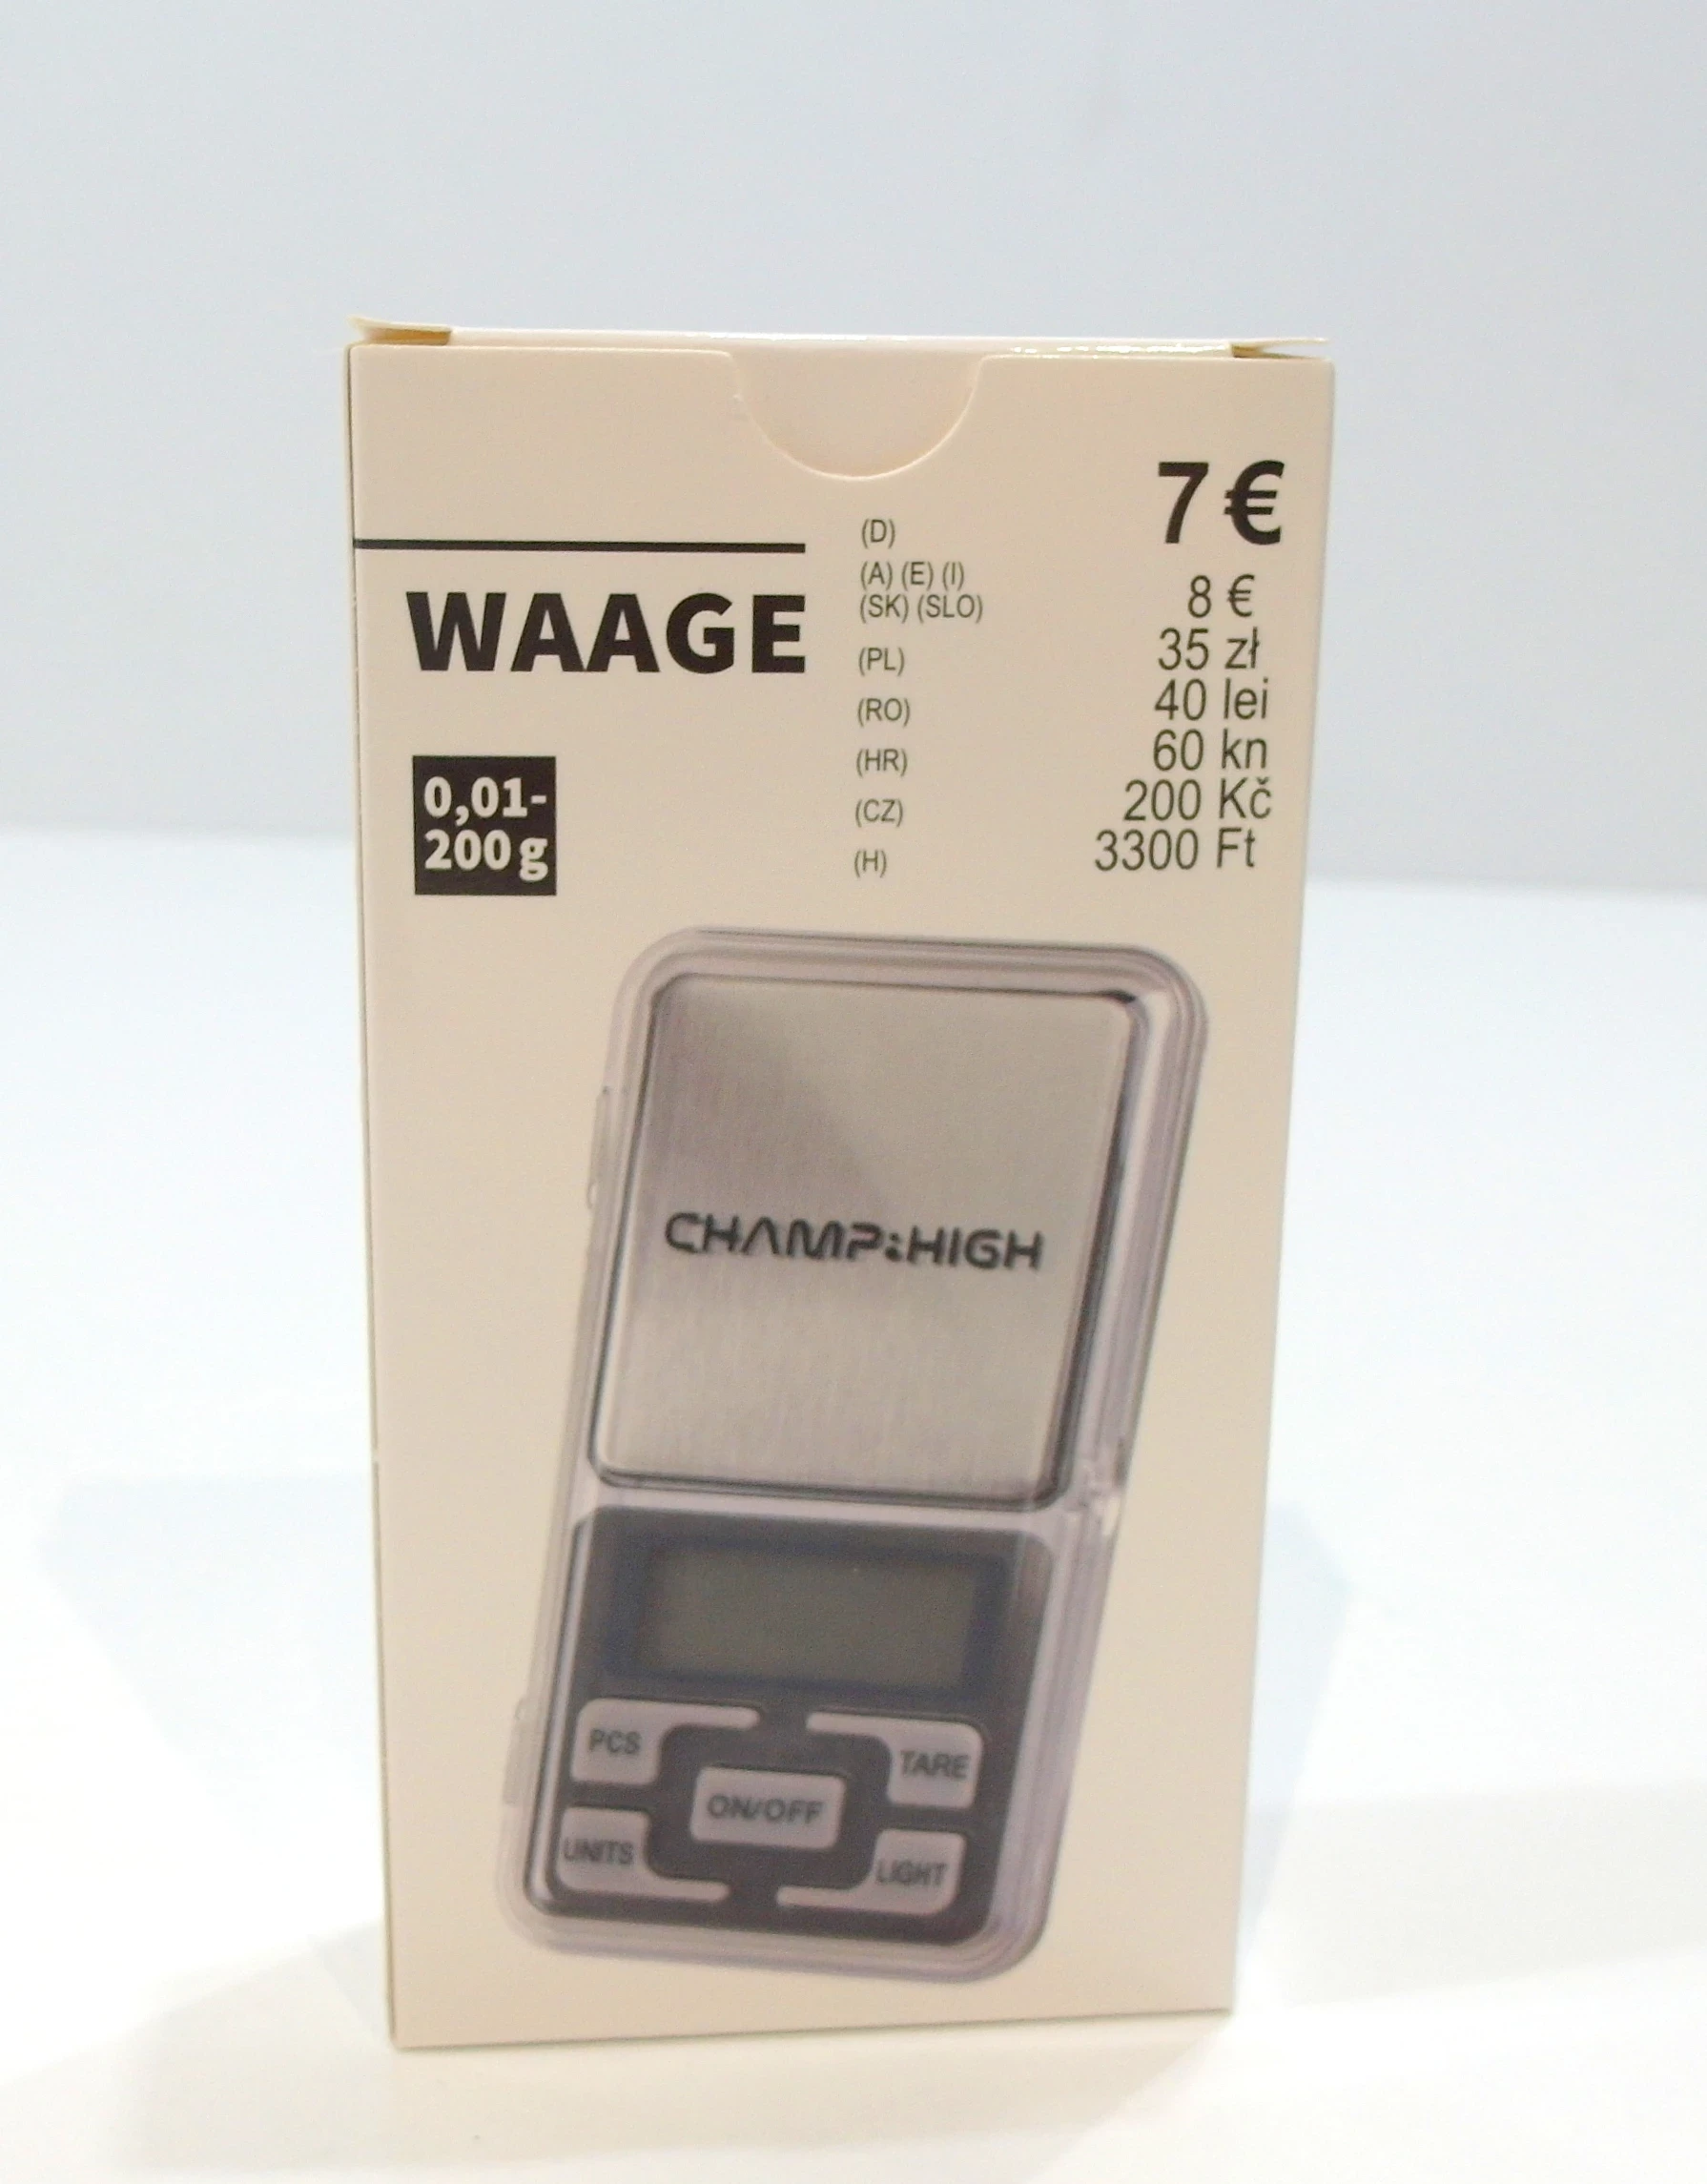 7 €
(D)
(A) (E) (I)
(SK) (SLO)
8 €
(PL)
35 zł
(RO)
40 lei
(HR)
60 kn
(CZ)
200 Kč
(H)
3300 Ft
WAAGE
0,01-
200 g
CHAMP:HIGH
PCS
TARE
ON/OFF
UNITS
LIGHT